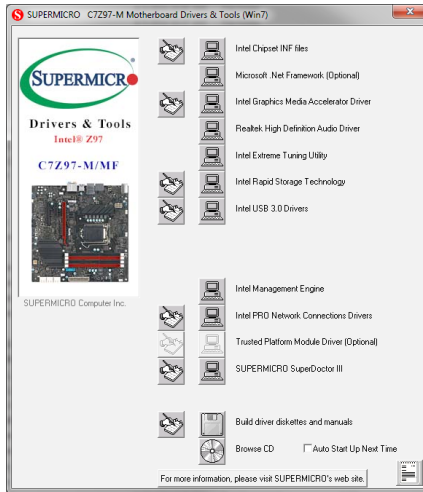 SUPERMICRO C7Z97-M Motherboard Drivers & Tools (Win7)
SUPERMICR
Drivers & Tools
Intel® Z97
C7Z97-M/MF
SUPERMICRO Computer Inc.
Intel Chipset INF files
Microsoft .Net Framework (Optional)
Intel Graphics Media Accelerator Driver
Realtek High Definition Audio Driver
Intel Extreme Tuning Utility
Intel Rapid Storage Technology
Intel USB 3.0 Drivers
Intel Management Engine
Intel PRO Network Connections Drivers
Trusted Platform Module Driver (Optional)
SUPERMICRO SuperDoctor III
Build driver diskettes and manuals
Browse CD Auto Start Up Next Time
For more information, please visit SUPERMICRO's web site.